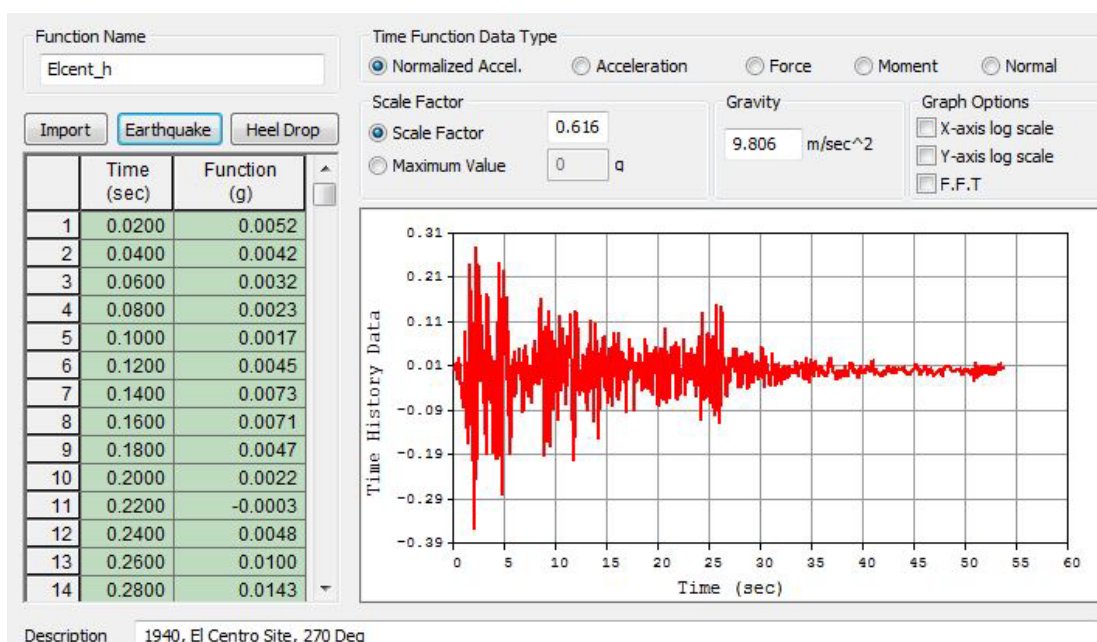 Function Name
Elcent_h
Import Earthquake Heel Drop
Time Function
(sec) (g)
1 0.0200 0.0052
2 0.0400 0.0042
3 0.0600 0.0032
4 0.0800 0.0023
5 0.1000 0.0017
6 0.1200 0.0045
7 0.1400 0.0073
8 0.1600 0.0071
9 0.1800 0.0047
10 0.2000 0.0022
11 0.2200 -0.0003
12 0.2400 0.0048
13 0.2600 0.0100
14 0.2800 0.0143
Time Function Data Type
Normalized Accel. Acceleration Force Moment Normal
Scale Factor
Scale Factor 0.616
Maximum Value 0 g
Gravity
9.806 m/sec^2
Graph Options
X-axis log scale
Y-axis log scale
F.F.T
Time History Data
0.31
0.21
0.11
0.01
-0.09
-0.19
-0.29
-0.39
0 5 10 15 20 25 30 35 40 45 50 55 60
Time (sec)
Description 1940, El Centro Site, 270 Deg